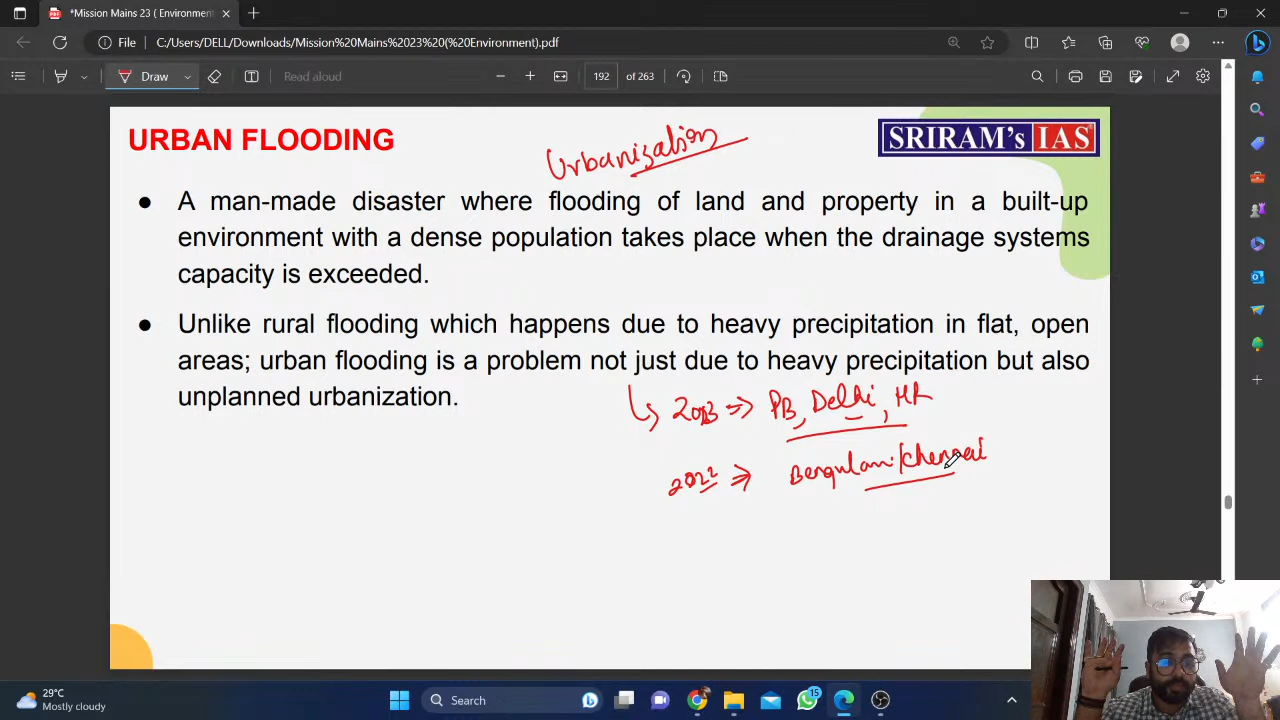 *Mission Mains 23 ( Environment
File C:/Users/DELL/Downloads/Mission%20Mains%2023%20(%20Environment).pdf
Draw Read aloud 192 of 263
URBAN FLOODING
Urbanization
SRIRAM's IAS
● A man-made disaster where flooding of land and property in a built-up
environment with a dense population takes place when the drainage systems
capacity is exceeded.
● Unlike rural flooding which happens due to heavy precipitation in flat, open
areas; urban flooding is a problem not just due to heavy precipitation but also
unplanned urbanization.
2023 => PB, Delhi, HR
2022 => /Chennai
29°C
Mostly cloudy
Search
15